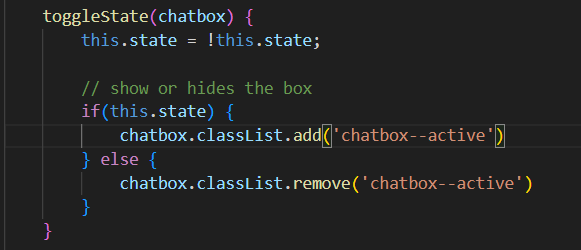 toggleState(chatbox) {
this.state = !this.state;
// show or hides the box
if(this.state) {
chatbox.classList.add('chatbox--active')
} else {
chatbox.classList.remove('chatbox--active')
}
}